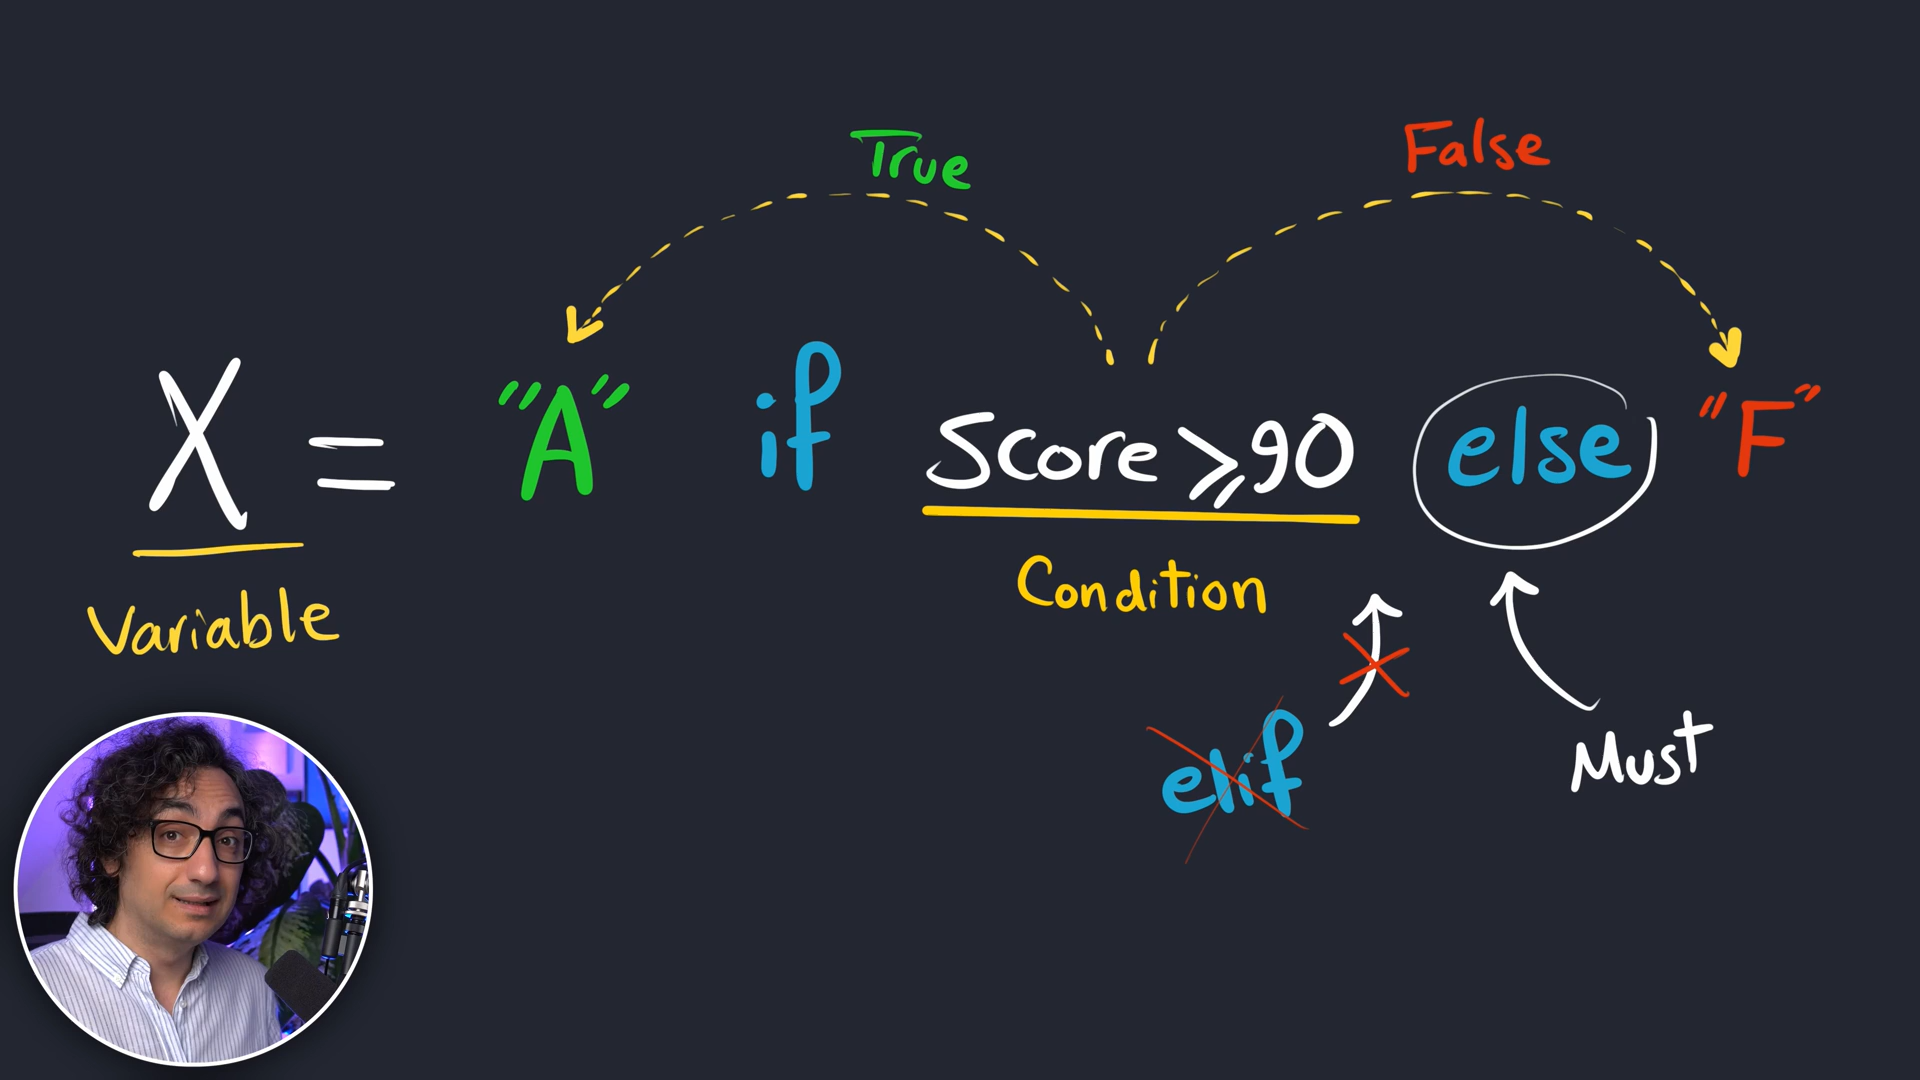 True
False
X = "A" if Score ⩾ 90 else "F"
Variable
Condition
elif
Must